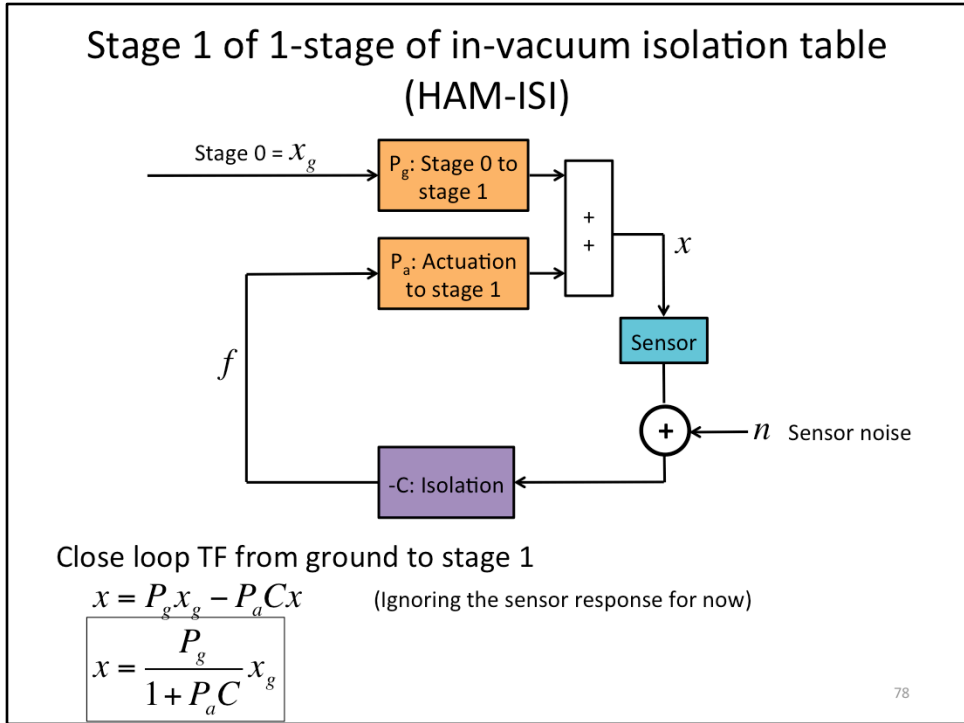 Stage 1 of 1-stage of in-vacuum isolation table
(HAM-ISI)
Stage 0 = x_g
P_g: Stage 0 to
stage 1
+
+
x
P_a: Actuation
to stage 1
Sensor
f
+
n Sensor noise
-C: Isolation
Close loop TF from ground to stage 1
x = P_g x_g − P_a C x (Ignoring the sensor response for now)
x = P_g / (1 + P_a C) x_g
78